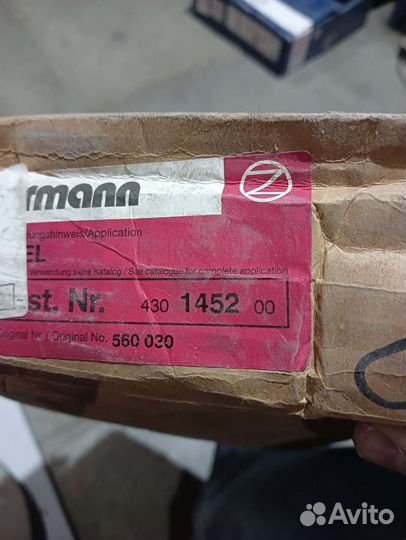 rmann
ungshinweis/Application
EL
Verwendung siehe Katalog / See catalogue for complete application
st. Nr. 430 1452 00
Original Nr. / Original No. 560 030
Avito